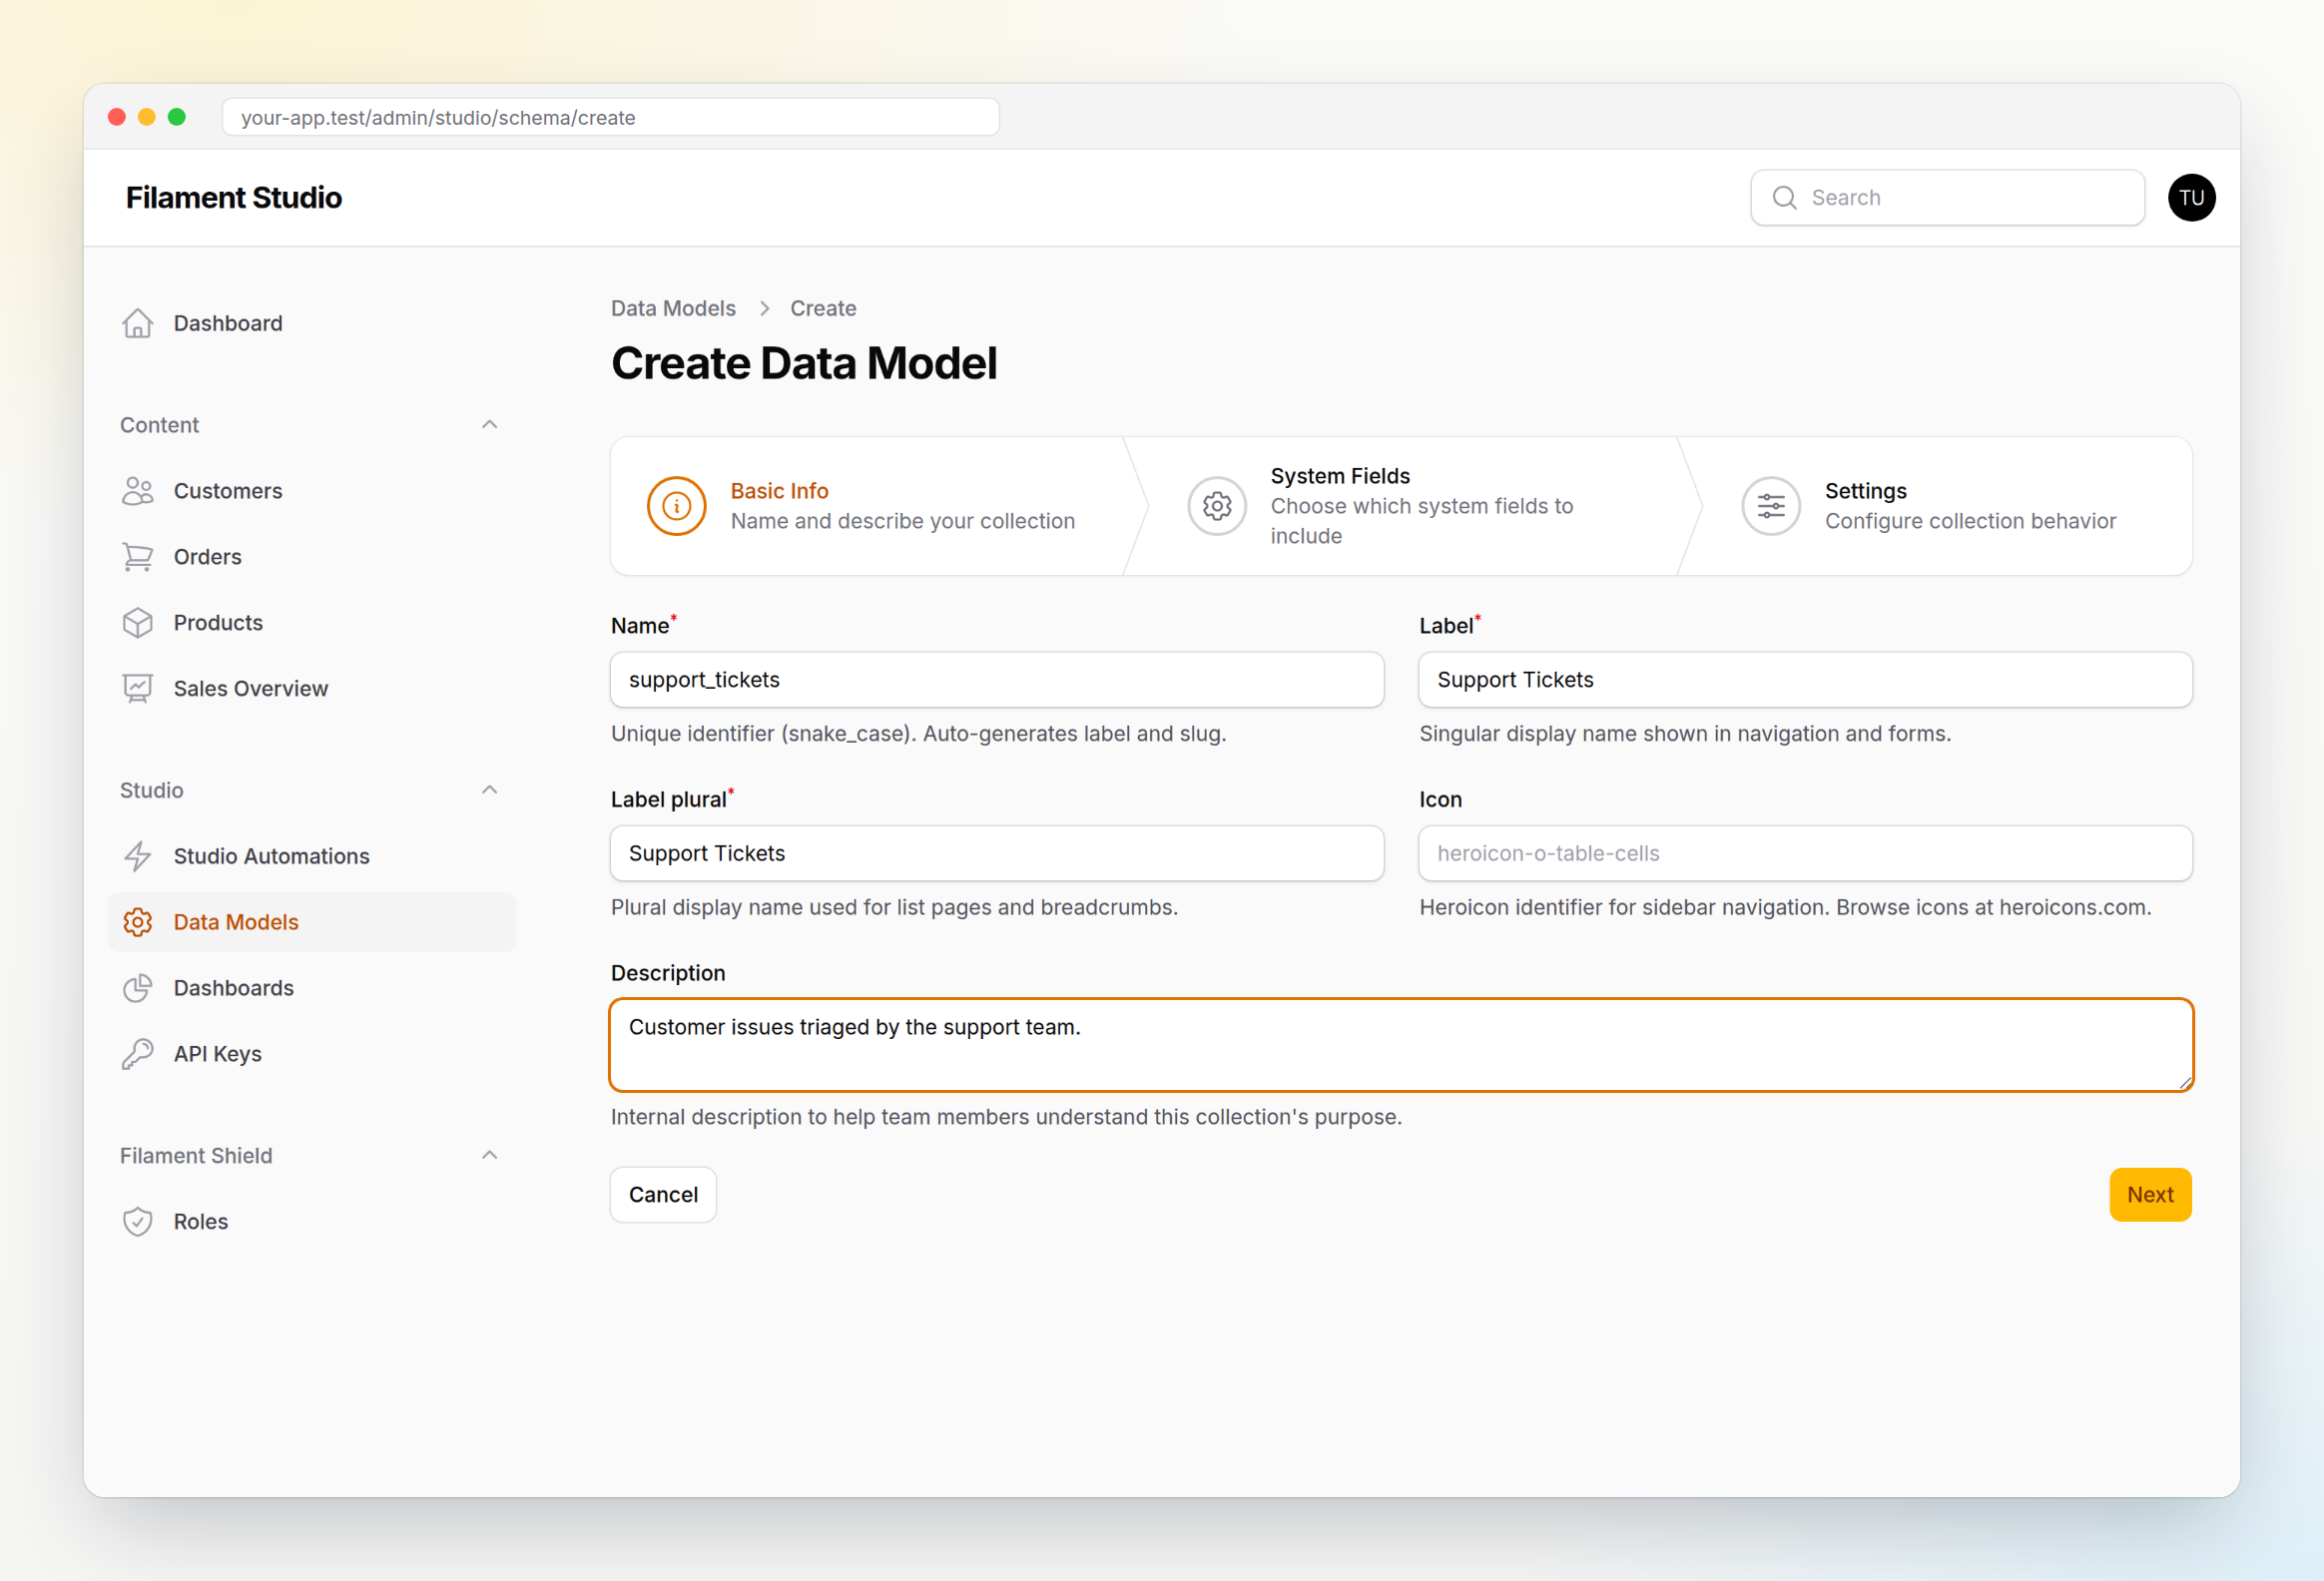 your-app.test/admin/studio/schema/create
Filament Studio
Search
TU
Dashboard
Content
Customers
Orders
Products
Sales Overview
Studio
Studio Automations
Data Models
Dashboards
API Keys
Filament Shield
Roles
Data Models > Create
Create Data Model
Basic Info
Name and describe your collection
System Fields
Choose which system fields to
include
Settings
Configure collection behavior
Name*
support_tickets
Unique identifier (snake_case). Auto-generates label and slug.
Label*
Support Tickets
Singular display name shown in navigation and forms.
Label plural*
Support Tickets
Plural display name used for list pages and breadcrumbs.
Icon
heroicon-o-table-cells
Heroicon identifier for sidebar navigation. Browse icons at heroicons.com.
Description
Customer issues triaged by the support team.
Internal description to help team members understand this collection's purpose.
Cancel
Next